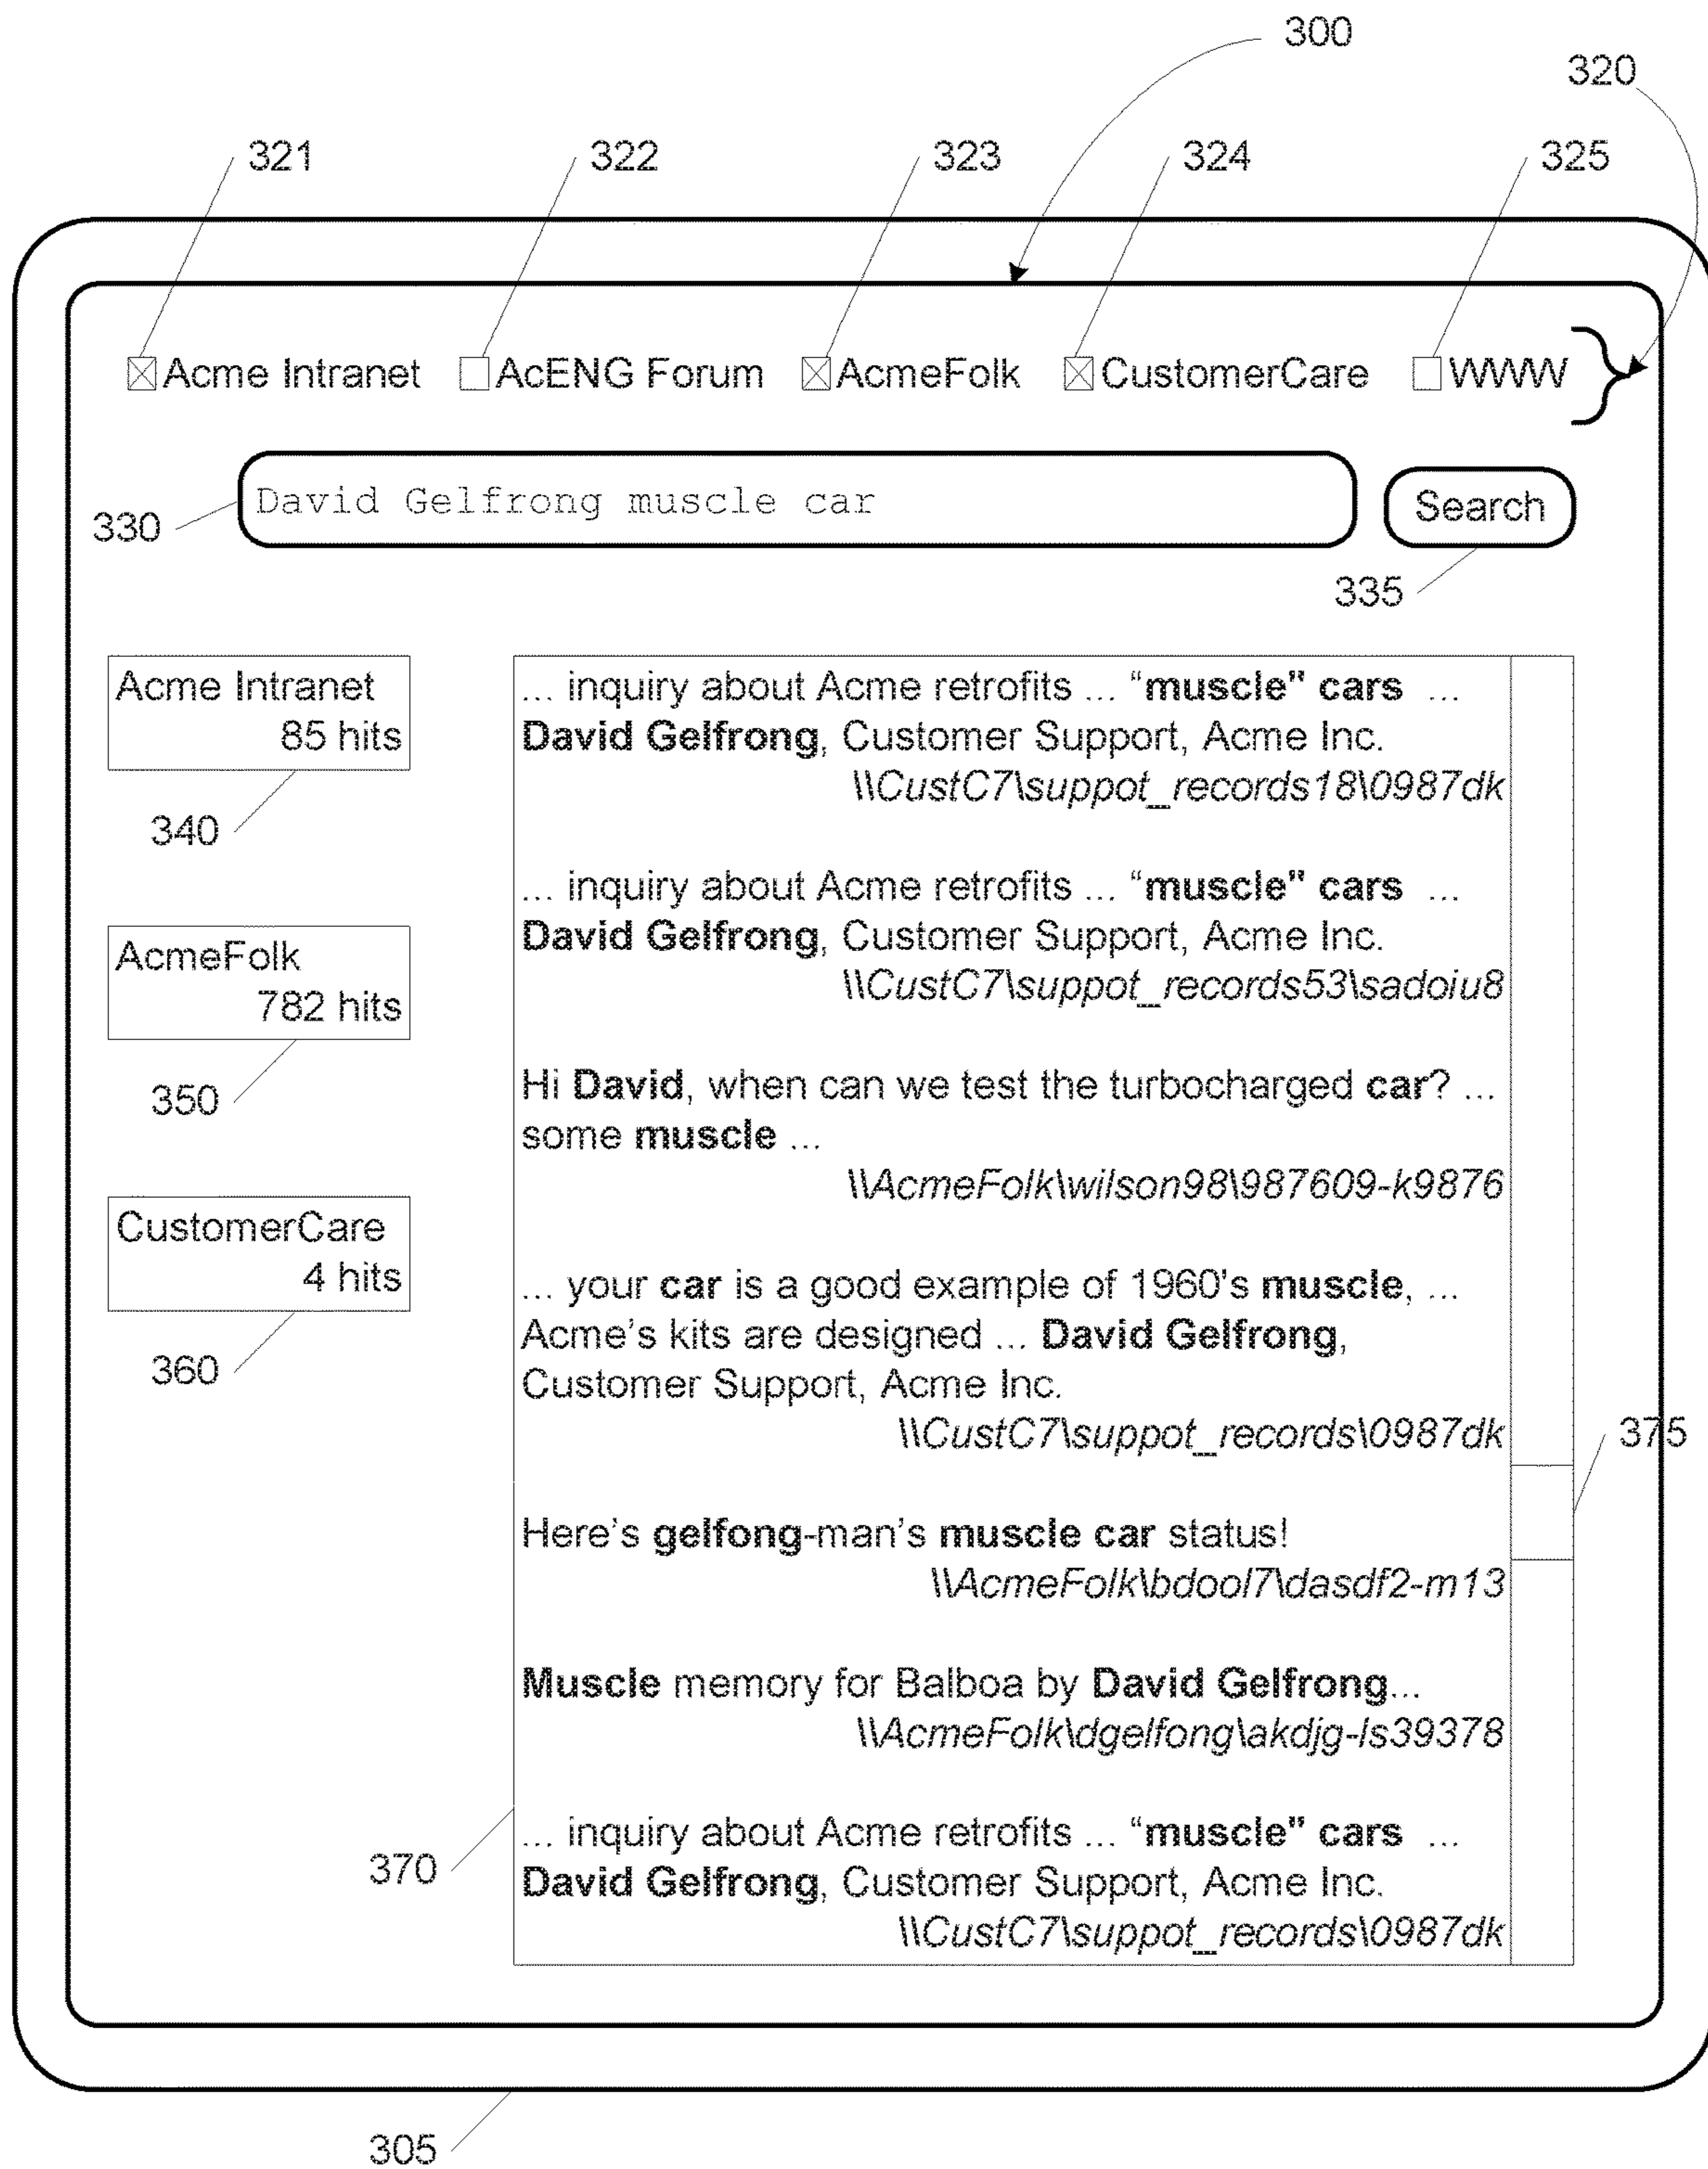 300
320
321 322 323 324 325
Acme Intranet AcENG Forum AcmeFolk CustomerCare WWW
David Gelfrong muscle car
Search
330
335
Acme Intranet
85 hits
340
AcmeFolk
782 hits
350
CustomerCare
4 hits
360
... inquiry about Acme retrofits ... “muscle" cars ...
David Gelfrong, Customer Support, Acme Inc.
\\CustC7\suppot_records18\0987dk
... inquiry about Acme retrofits ... “muscle" cars ...
David Gelfrong, Customer Support, Acme Inc.
\\CustC7\suppot_records53\sadoiu8
Hi David, when can we test the turbocharged car? ...
some muscle ...
\\AcmeFolk\wilson98\987609-k9876
... your car is a good example of 1960's muscle, ...
Acme's kits are designed ... David Gelfrong,
Customer Support, Acme Inc.
\\CustC7\suppot_records\0987dk
375
Here's gelfong-man's muscle car status!
\\AcmeFolk\bdool7\dasdf2-m13
Muscle memory for Balboa by David Gelfrong...
\\AcmeFolk\dgelfong\akdjg-ls39378
... inquiry about Acme retrofits ... “muscle" cars ...
David Gelfrong, Customer Support, Acme Inc.
\\CustC7\suppot_records\0987dk
370
305